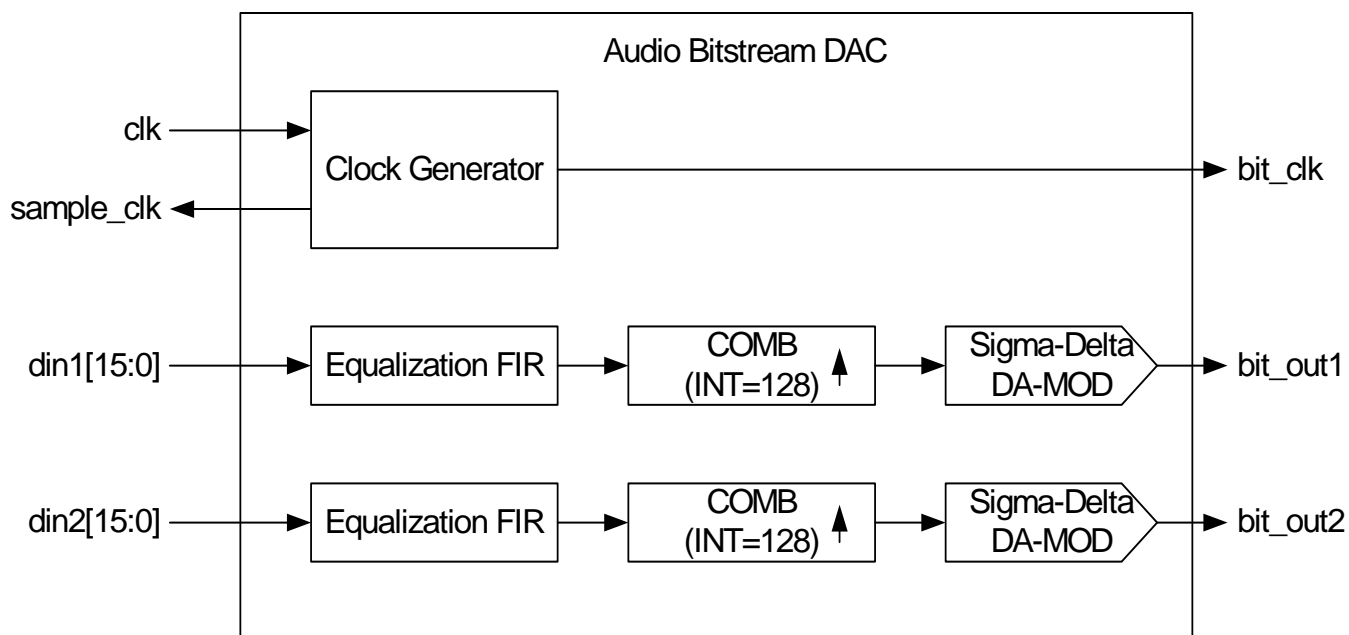 Audio Bitstream DAC
clk
Clock Generator
bit_clk
sample_clk
din1[15:0]
Equalization FIR
COMB
(INT=128)
Sigma-Delta
DA-MOD
bit_out1
din2[15:0]
Equalization FIR
COMB
(INT=128)
Sigma-Delta
DA-MOD
bit_out2